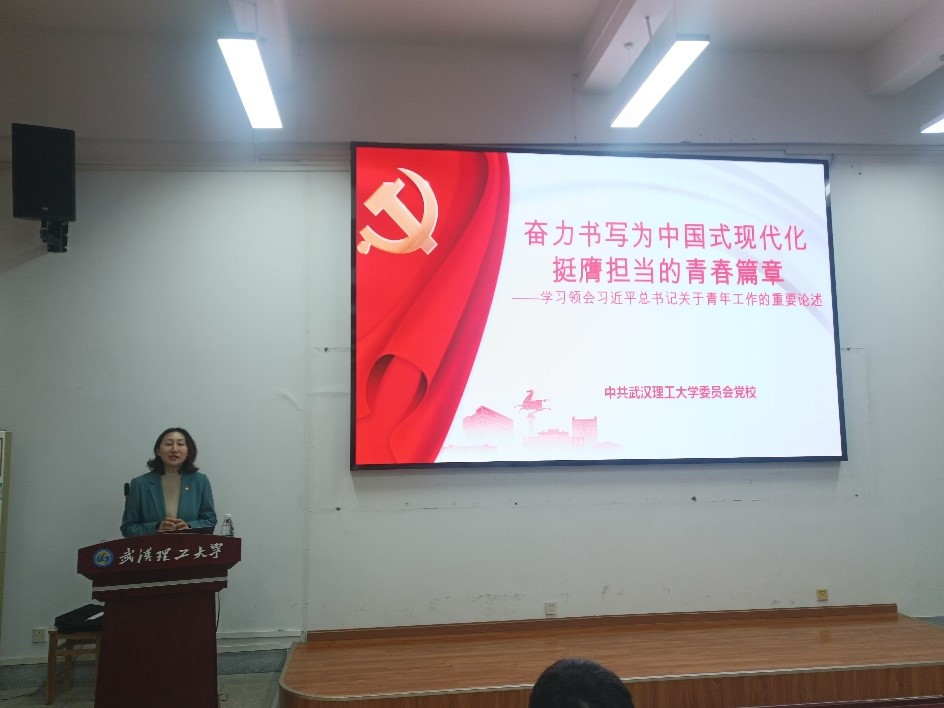 奋力书写为中国式现代化
挺膺担当的青春篇章
——学习领会习近平总书记关于青年工作的重要论述
中共武汉理工大学委员会党校
武汉理工大学